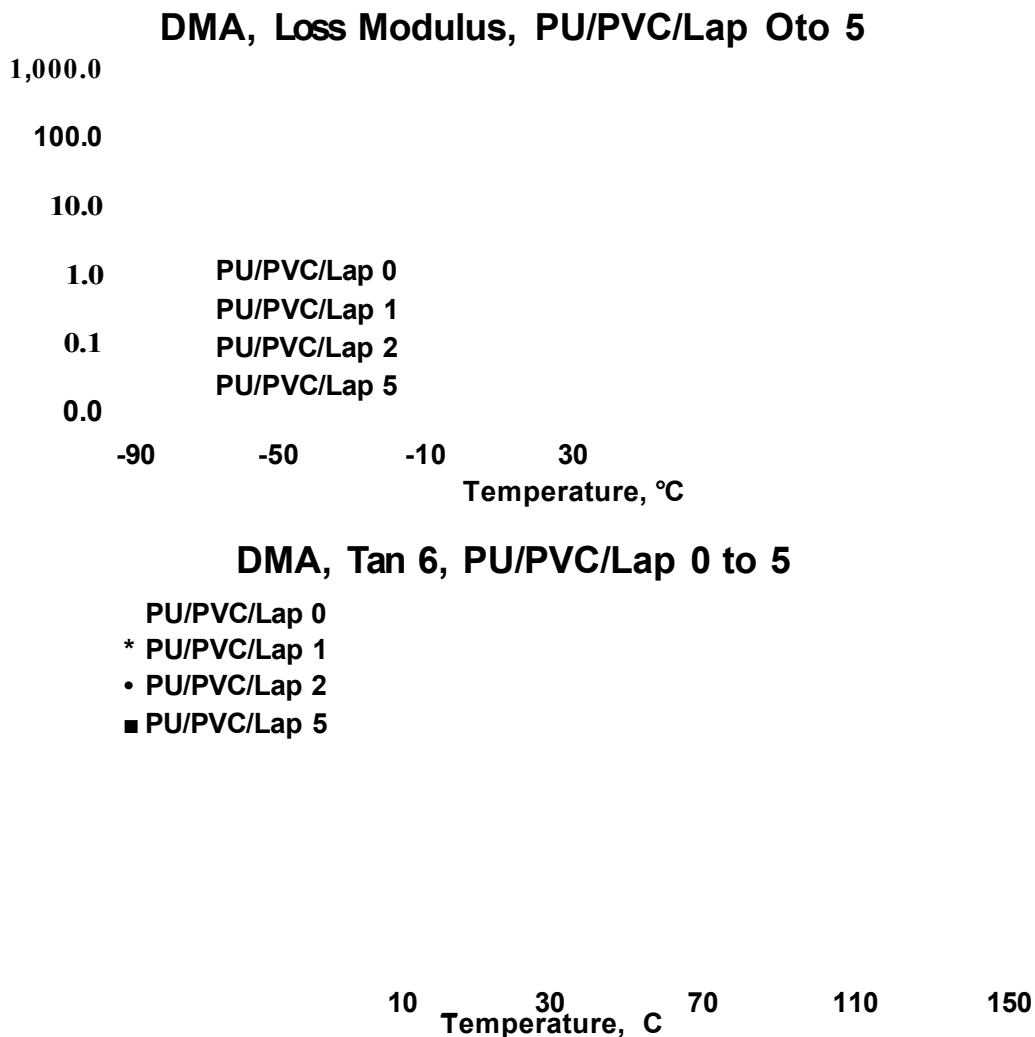 DMA, Loss Modulus, PU/PVC/Lap Oto 5
1,000.0
100.0
10.0
1.0
0.1
0.0
PU/PVC/Lap 0
PU/PVC/Lap 1
PU/PVC/Lap 2
PU/PVC/Lap 5
-90 -50 -10 30
Temperature, °C
DMA, Tan 6, PU/PVC/Lap 0 to 5
PU/PVC/Lap 0
* PU/PVC/Lap 1
• PU/PVC/Lap 2
■ PU/PVC/Lap 5
10 30 70 110 150
Temperature, C